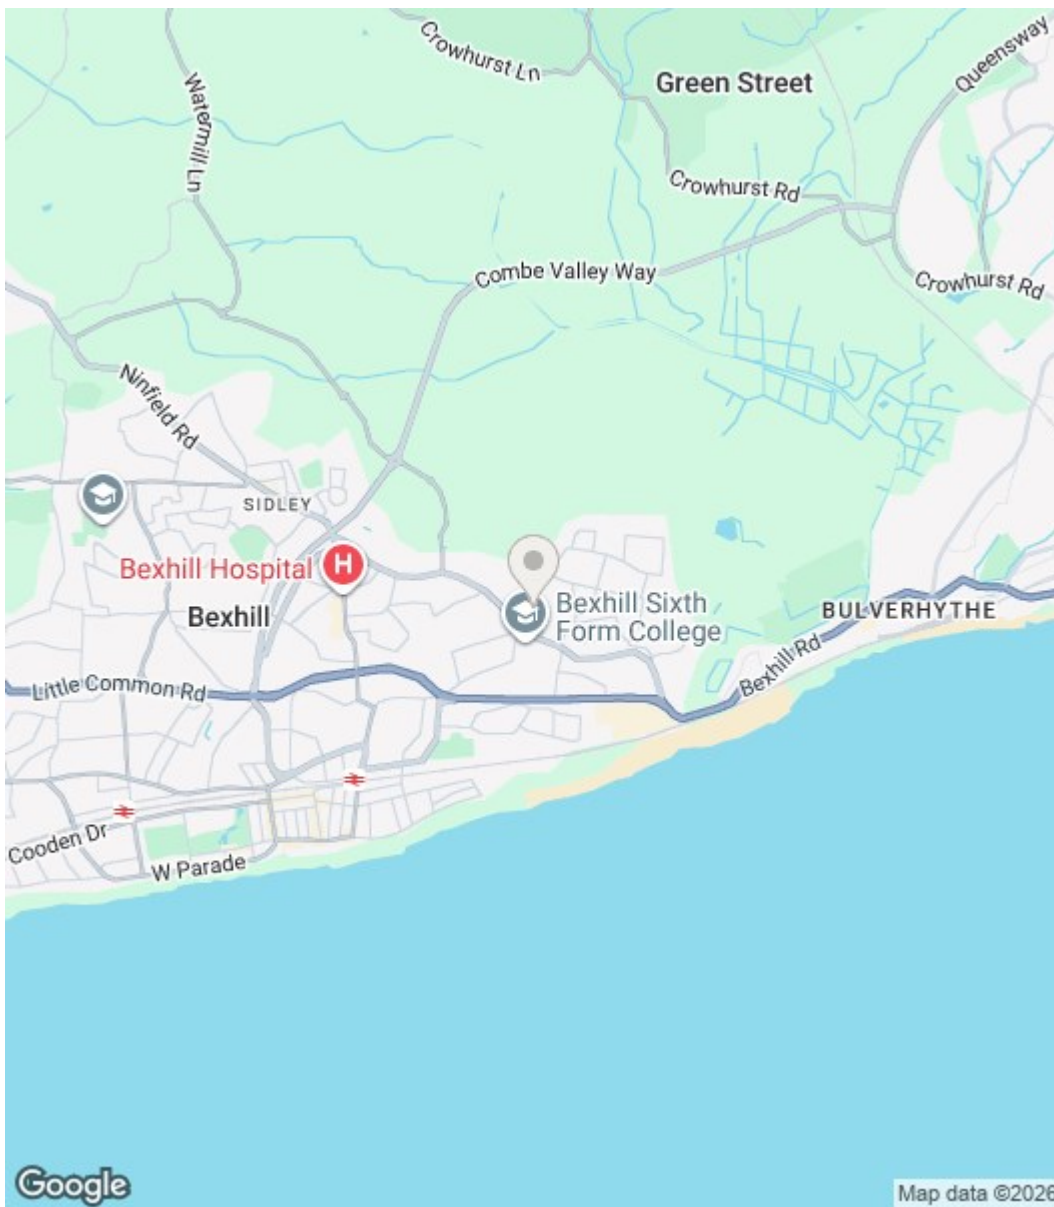 Crowhurst Ln
Green Street
Queensway
Watermill Ln
Crowhurst Rd
Combe Valley Way
Crowhurst Rd
Ninfield Rd
SIDLEY
Bexhill Hospital
H
Bexhill
Bexhill Sixth
Form College
BULVERHYTHE
Bexhill Rd
Little Common Rd
Cooden Dr
W Parade
Google
Map data ©2026